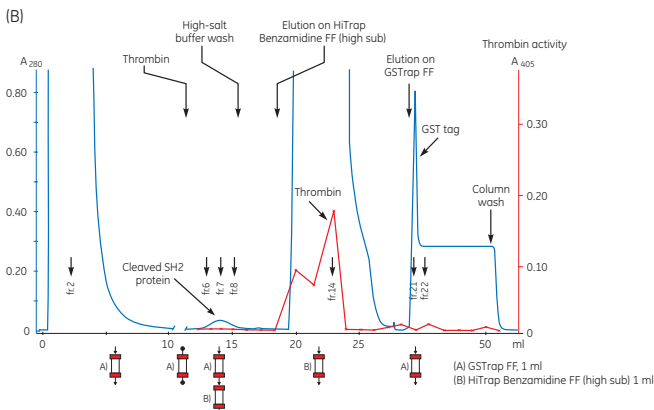 (B)
High-salt
buffer wash
Elution on HiTrap
Benzamidine FF (high sub)
Thrombin
Elution on
GSTrap FF
Thrombin activity
A280
A405
0.80
0.60
0.40
0.20
0
0.30
0.20
0.10
0
GST tag
Column
wash
Thrombin
Cleaved SH2
protein
fr.2
fr.6
fr.7
fr.8
fr.14
fr.21
fr.22
0
10
15
20
25
50
ml
A)
A)
A)
B)
B)
A)
(A) GSTrap FF, 1 ml
(B) HiTrap Benzamidine FF (high sub) 1 ml